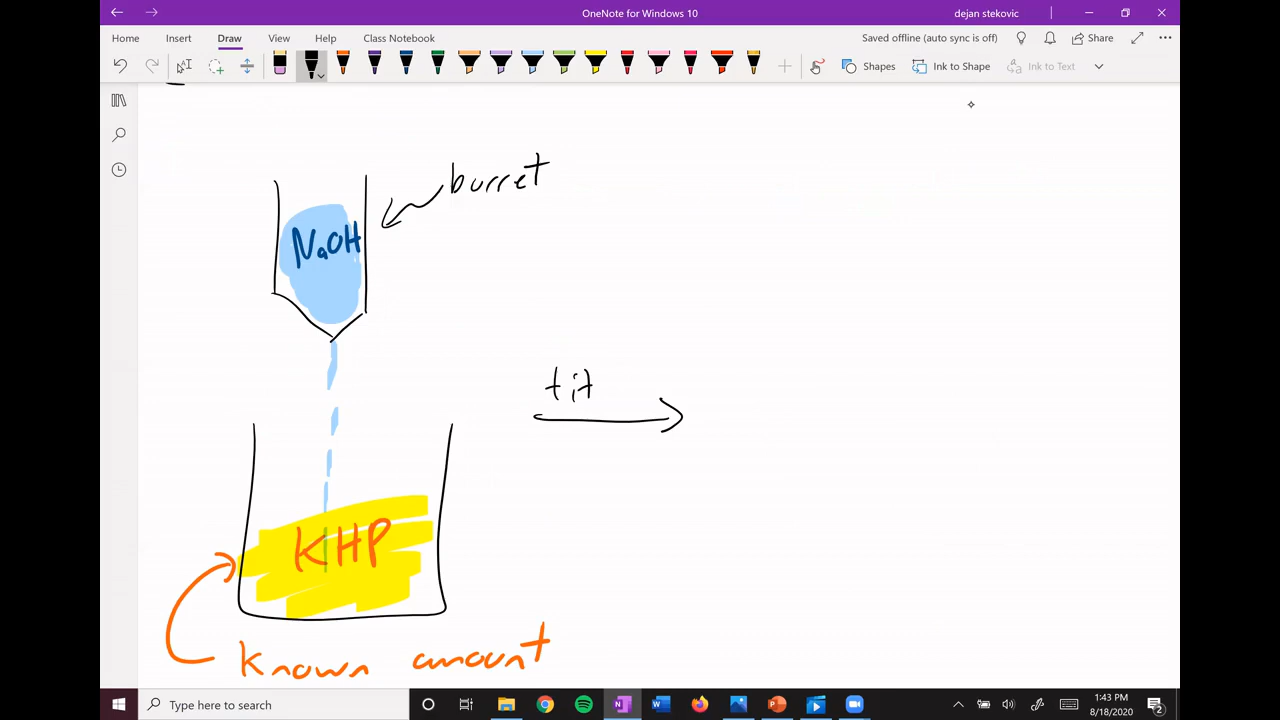 OneNote for Windows 10
dejan stekovic
Home Insert Draw View Help Class Notebook
Saved offline (auto sync is off)
Share
Shapes
Ink to Shape
Ink to Text
burret
NaOH
tit
KHP
known amount
Type here to search
1:43 PM
8/18/2020
2